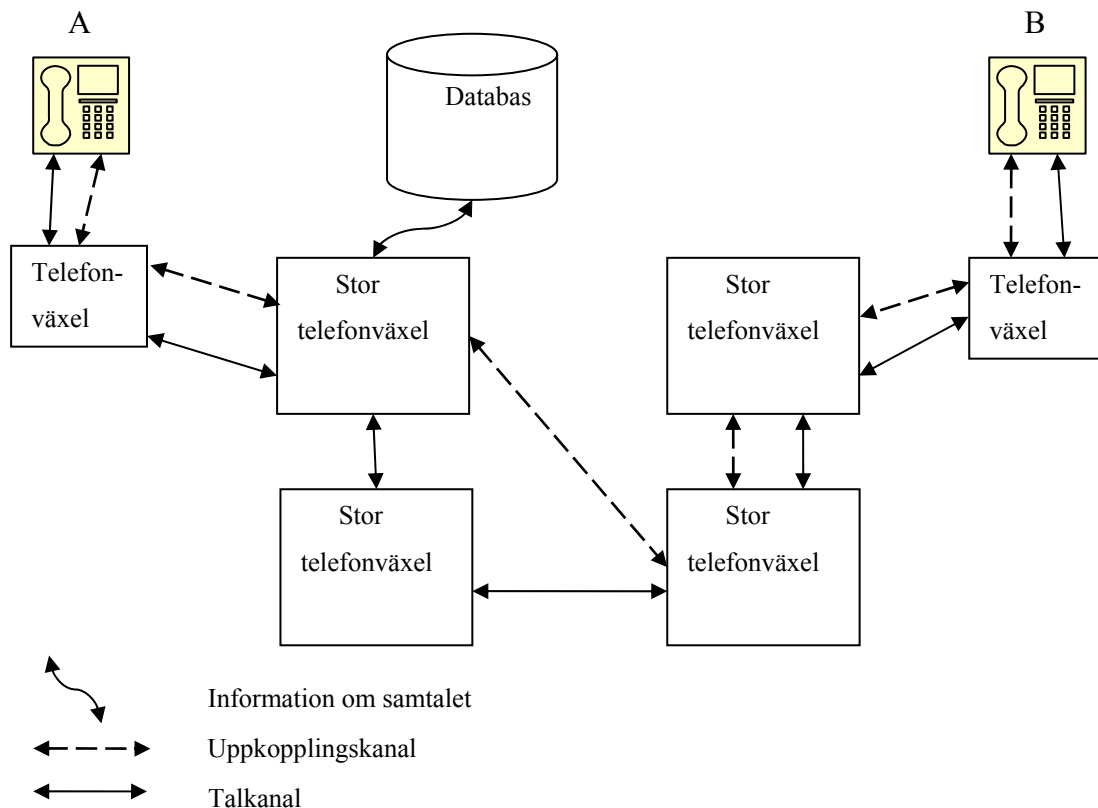 A
B
Databas
Telefon-
växel
Stor
telefonväxel
Stor
telefonväxel
Telefon-
växel
Stor
telefonväxel
Stor
telefonväxel
Information om samtalet
Uppkopplingskanal
Talkanal